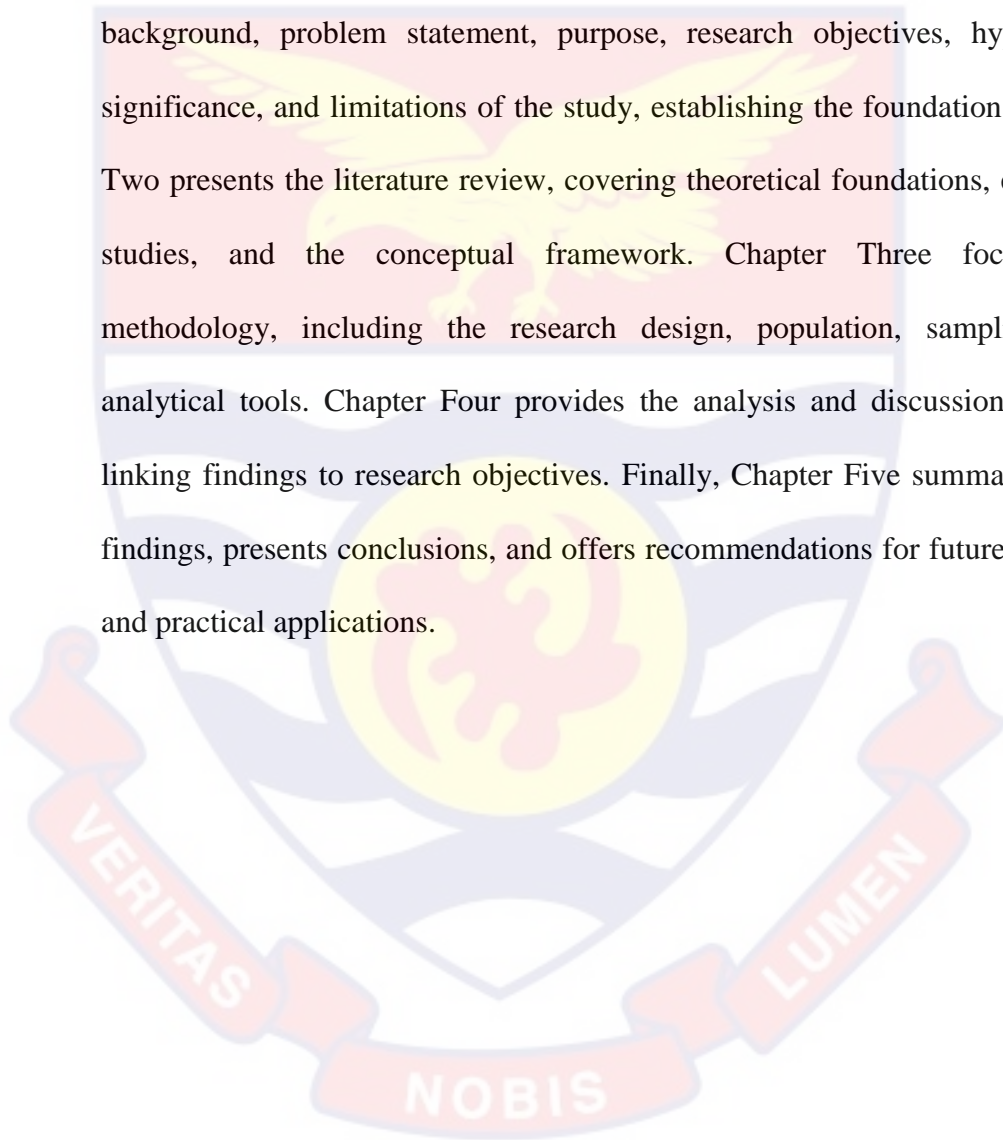 background, problem statement, purpose, research objectives, hy
significance, and limitations of the study, establishing the foundation
Two presents the literature review, covering theoretical foundations,
studies, and the conceptual framework. Chapter Three foc
methodology, including the research design, population, sampl
analytical tools. Chapter Four provides the analysis and discussion
linking findings to research objectives. Finally, Chapter Five summa
findings, presents conclusions, and offers recommendations for future
and practical applications.
VERITAS
NOBIS
LUMEN